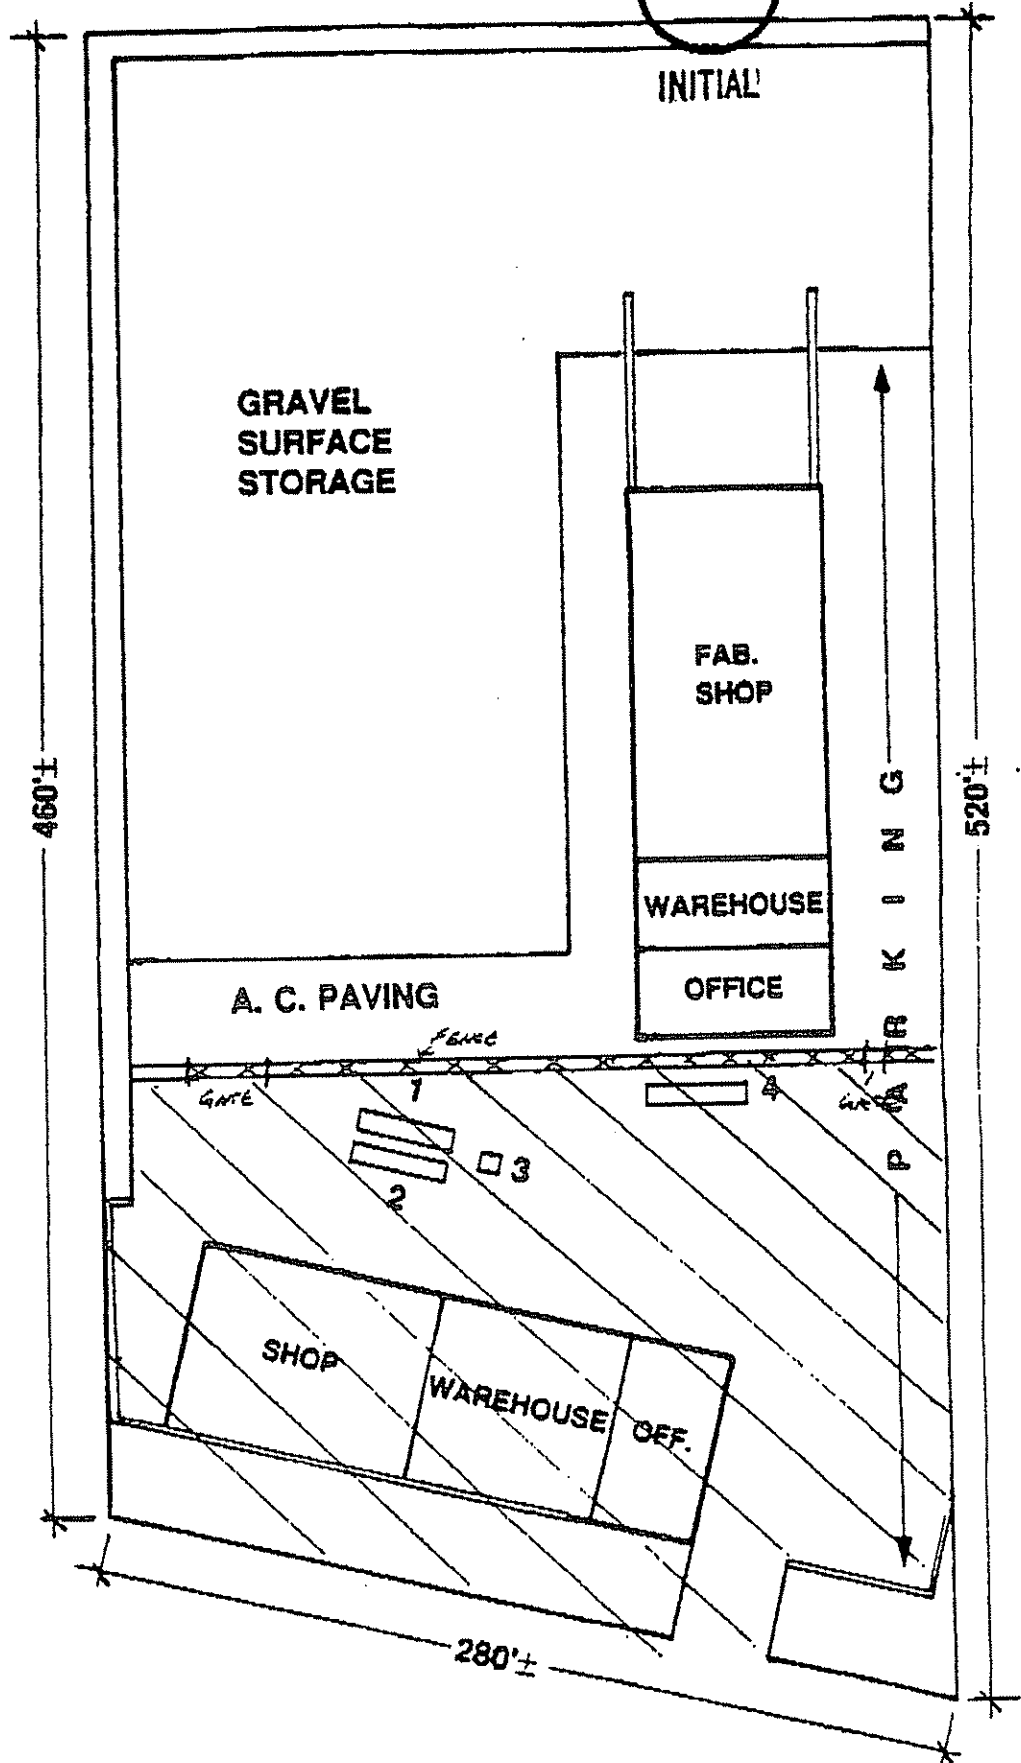 INITIAL
GRAVEL
SURFACE
STORAGE
460'±
520'±
FAB.
SHOP
WAREHOUSE
OFFICE
PARKING
A. C. PAVING
FENCE
GATE
1
4
2
3
SHOP
WAREHOUSE
OFF.
280'±